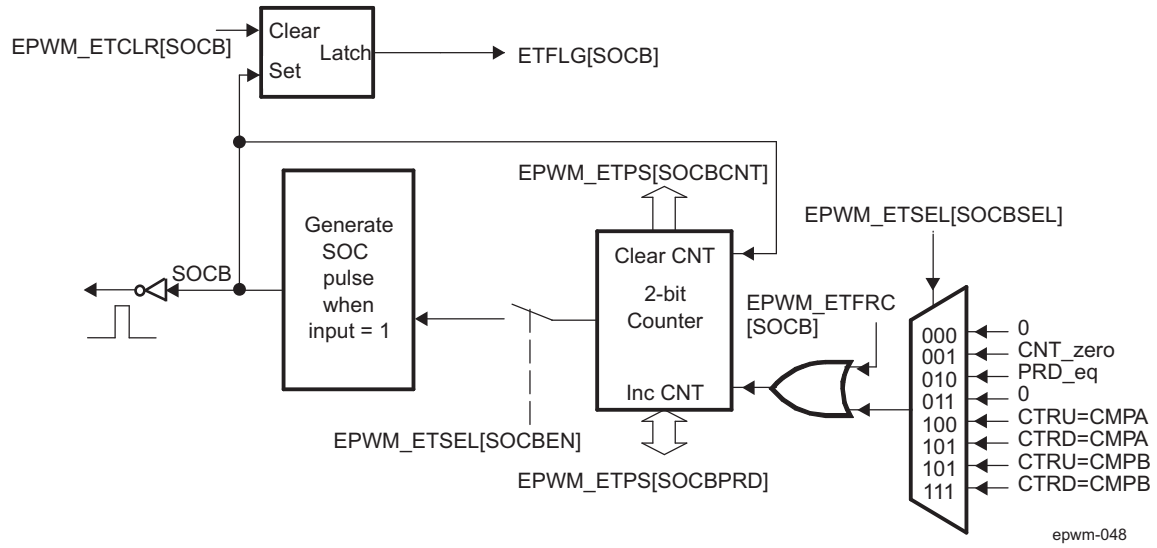 Clear
EPWM_ETCLR[SOCB]
Latch
ETFLG[SOCB]
Set
EPWM_ETPS[SOCBCNT]
Generate
SOC
pulse
when
input = 1
SOCB
EPWM_ETSEL[SOCBSEL]
Clear CNT
2-bit
Counter
Inc CNT
EPWM_ETFRC
[SOCB]
000
0
001
CNT_zero
010
PRD_eq
011
0
100
CTRU=CMPA
101
CTRD=CMPA
101
CTRU=CMPB
111
CTRD=CMPB
EPWM_ETSEL[SOCBEN]
EPWM_ETPS[SOCBPRD]
epwm-048